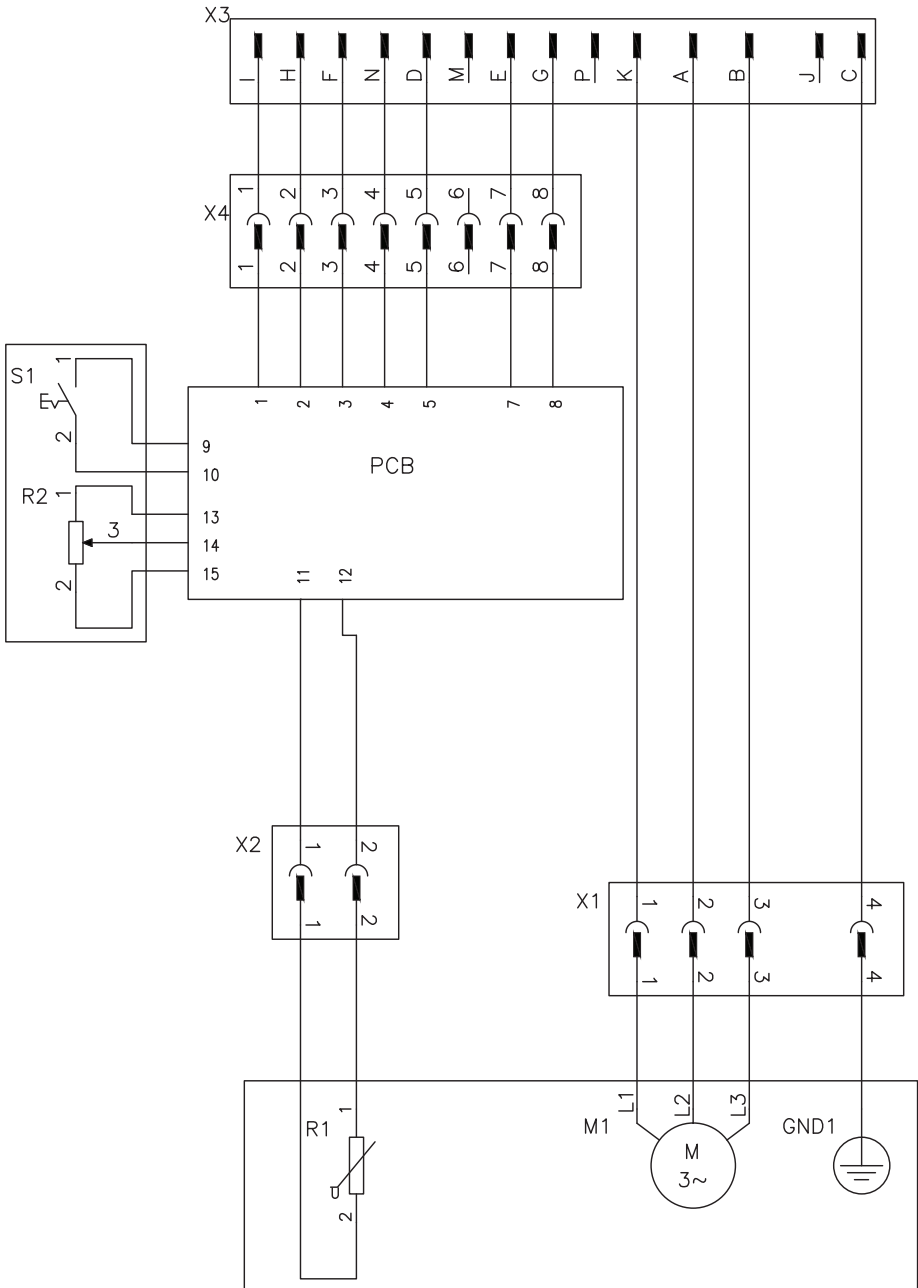 X3
I H F N D M E G P K A B J C
1 2 3 4 5 6 7 8
X4
1 2 3 4 5 6 7 8
1
S1
2
1 2 3 4 5 7 8
9
10
PCB
R2
1
3
2
13
14
15
11 12
X2
1 2
1 2
X1
1 2 3 4
1 2 3 4
L1 L2 L3
R1
1
2
M1
M
3~
GND1